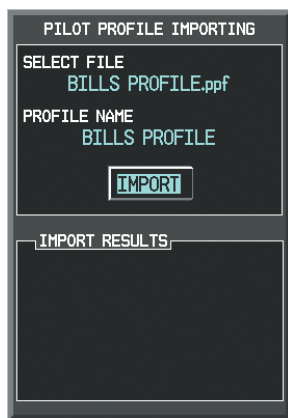 PILOT PROFILE IMPORTING
SELECT FILE
BILLS PROFILE.ppf
PROFILE NAME
BILLS PROFILE
IMPORT
IMPORT RESULTS